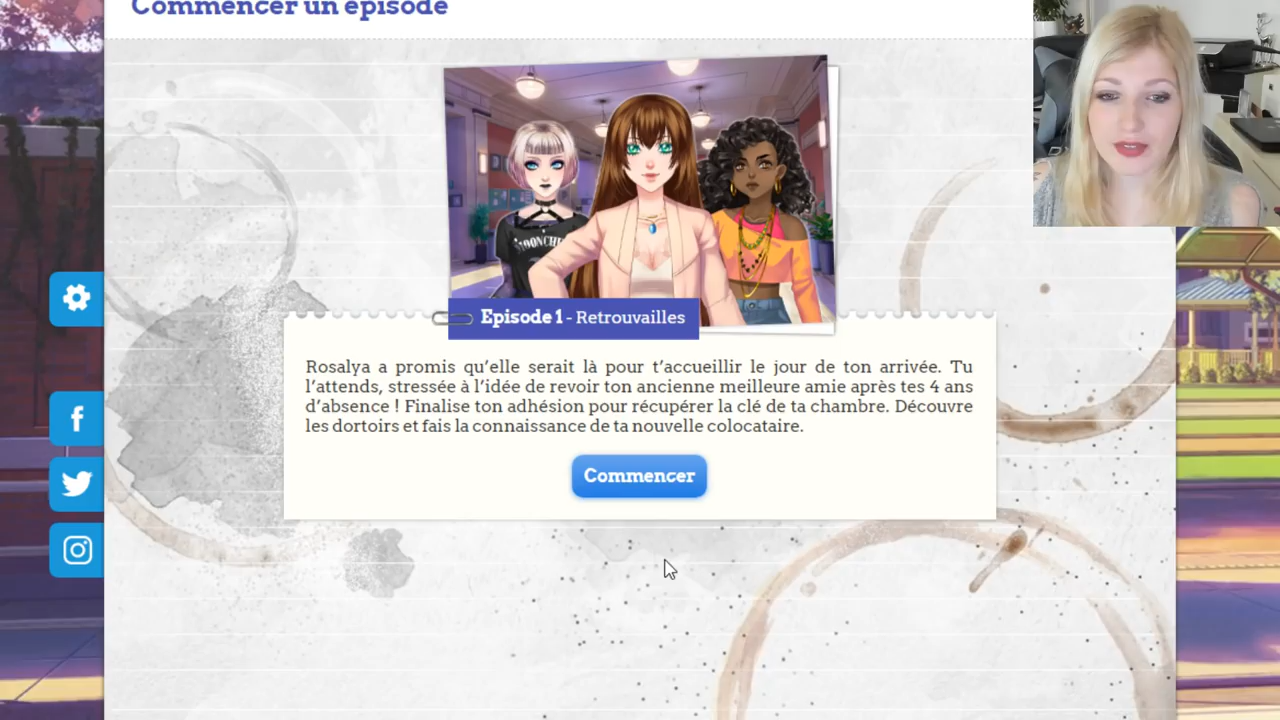 Commencer un épisode
MOONCHI
Episode 1 - Retrouvailles
Rosalya a promis qu’elle serait là pour t’accueillir le jour de ton arrivée. Tu
l’attends, stressée à l’idée de revoir ton ancienne meilleure amie après tes 4 ans
d’absence ! Finalise ton adhésion pour récupérer la clé de ta chambre. Découvre
les dortoirs et fais la connaissance de ta nouvelle colocataire.
Commencer